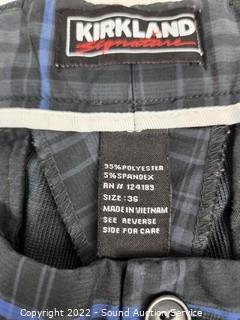 KIRKLAND
Signature
95% POLYESTER
5% SPANDEX
RN # 124189
SIZE: 36
MADE IN VIETNAM
SEE REVERSE
SIDE FOR CARE
Copyright 2022 - Sound Auction Service